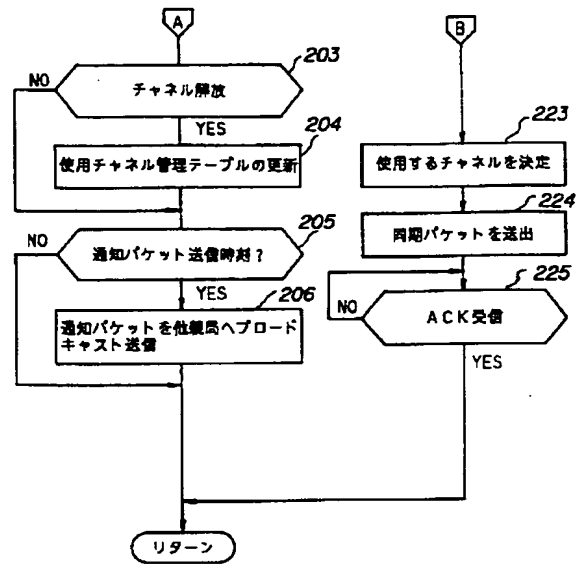 A
203
NO
チャネル解放
YES
204
使用チャネル管理テーブルの更新
205
NO
通知パケット送信時刻?
YES
206
通知パケットを他親局へブロード
キャスト送信
B
223
使用するチャネルを決定
224
同期パケットを送出
225
NO
ACK受信
YES
リターン